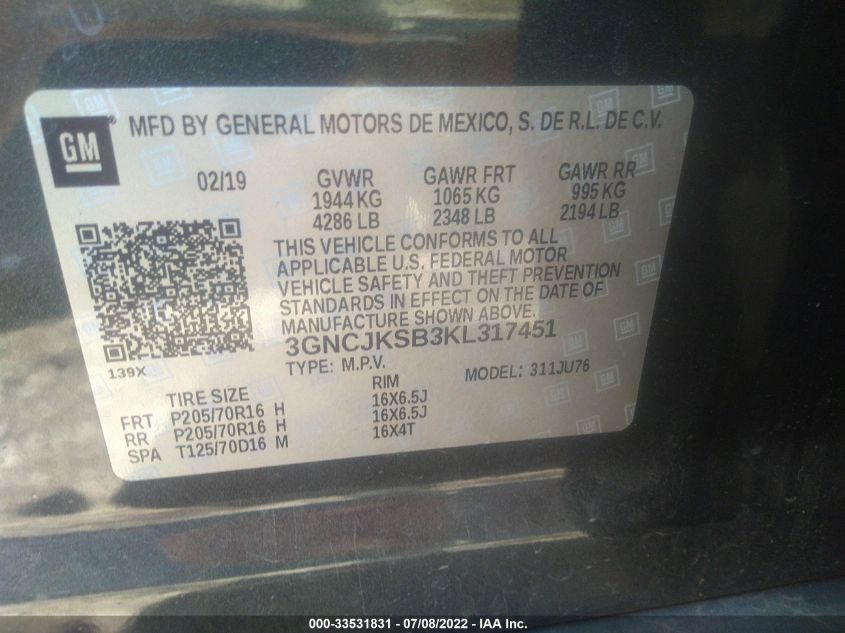 GM
MFD BY GENERAL MOTORS DE MEXICO, S. DE R.L. DE C.V.
02/19 GVWR GAWR FRT GAWR RR
1944 KG 1065 KG 995 KG
4286 LB 2348 LB 2194 LB
THIS VEHICLE CONFORMS TO ALL
APPLICABLE U.S. FEDERAL MOTOR
VEHICLE SAFETY AND THEFT PREVENTION
STANDARDS IN EFFECT ON THE DATE OF
MANUFACTURE SHOWN ABOVE.
3GNCJKSB3KL317451
139X TYPE: M.P.V. MODEL: 311JU76
TIRE SIZE RIM
FRT P205/70R16 H 16X6.5J
RR P205/70R16 H 16X6.5J
SPA T125/70D16 M 16X4T
000-33531831 - 07/08/2022 - © IAA Inc.